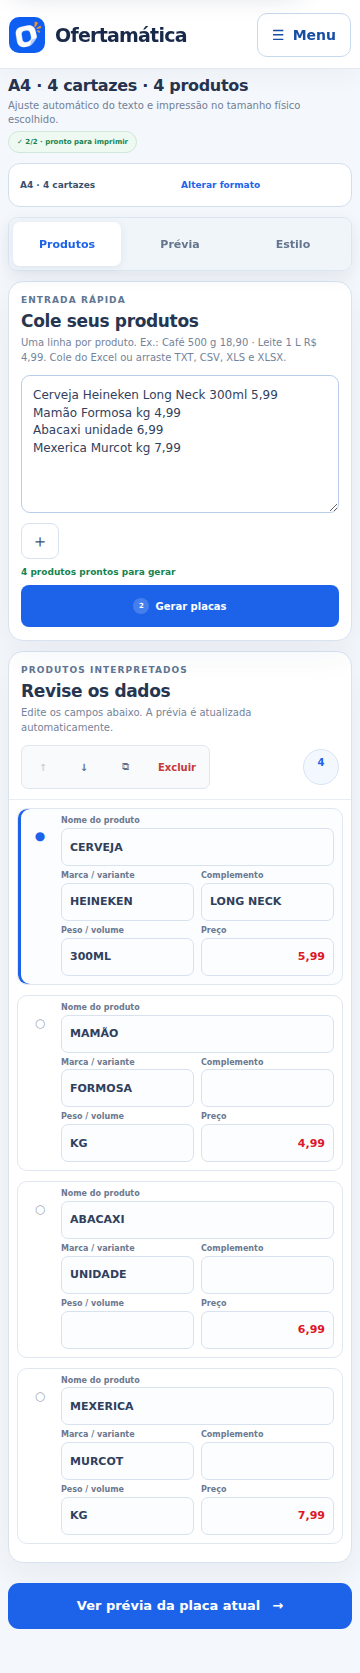 Ofertamática
☰ Menu
A4 · 4 cartazes · 4 produtos
Ajuste automático do texto e impressão no tamanho físico
escolhido.
✓ 2/2 · pronto para imprimir
A4 · 4 cartazes Alterar formato
Produtos Prévia Estilo
ENTRADA RÁPIDA
Cole seus produtos
Uma linha por produto. Ex.: Café 500 g 18,90 · Leite 1 L R$
4,99. Cole do Excel ou arraste TXT, CSV, XLS e XLSX.
Cerveja Heineken Long Neck 300ml 5,99
Mamão Formosa kg 4,99
Abacaxi unidade 6,99
Mexerica Murcot kg 7,99
+
4 produtos prontos para gerar
2 Gerar placas
PRODUTOS INTERPRETADOS
Revise os dados
Edite os campos abaixo. A prévia é atualizada
automaticamente.
↑ ↓ ⧉ Excluir 4
Nome do produto
CERVEJA
Marca / variante Complemento
HEINEKEN LONG NECK
Peso / volume Preço
300ML 5,99
Nome do produto
MAMÃO
Marca / variante Complemento
FORMOSA
Peso / volume Preço
KG 4,99
Nome do produto
ABACAXI
Marca / variante Complemento
UNIDADE
Peso / volume Preço
6,99
Nome do produto
MEXERICA
Marca / variante Complemento
MURCOT
Peso / volume Preço
KG 7,99
Ver prévia da placa atual →